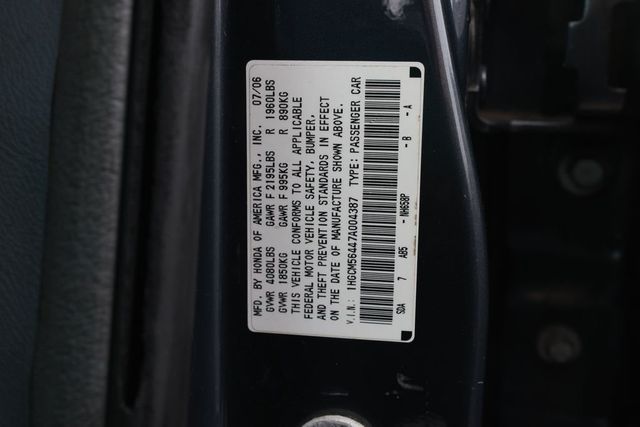 MFD. BY HONDA OF AMERICA MFG., INC. 07/06
GVWR 4080LBS GAWR F 2195LBS R 1960LBS
GVWR 1850KG GAWR F 995KG R 890KG
THIS VEHICLE CONFORMS TO ALL APPLICABLE
FEDERAL MOTOR VEHICLE SAFETY, BUMPER,
AND THEFT PREVENTION STANDARDS IN EFFECT
ON THE DATE OF MANUFACTURE SHOWN ABOVE.
V.I.N.: 1HGCM56447A004387 TYPE: PASSENGER CAR
SDA 7 AB5 - NH658P - B - A